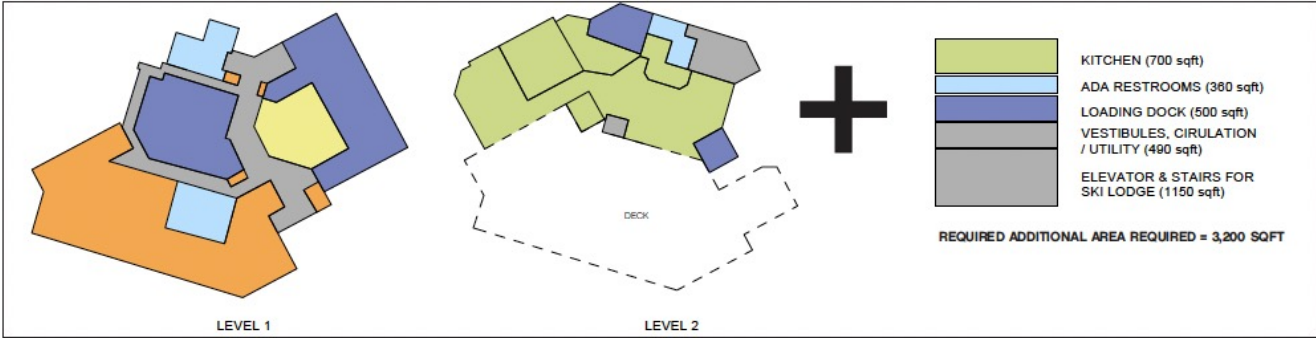 KITCHEN (700 sqft)
ADA RESTROOMS (360 sqft)
LOADING DOCK (500 sqft)
VESTIBULES, CIRULATION
/ UTILITY (490 sqft)
ELEVATOR & STAIRS FOR
SKI LODGE (1150 sqft)
DECK
REQUIRED ADDITIONAL AREA REQUIRED = 3,200 SQFT
LEVEL 1
LEVEL 2